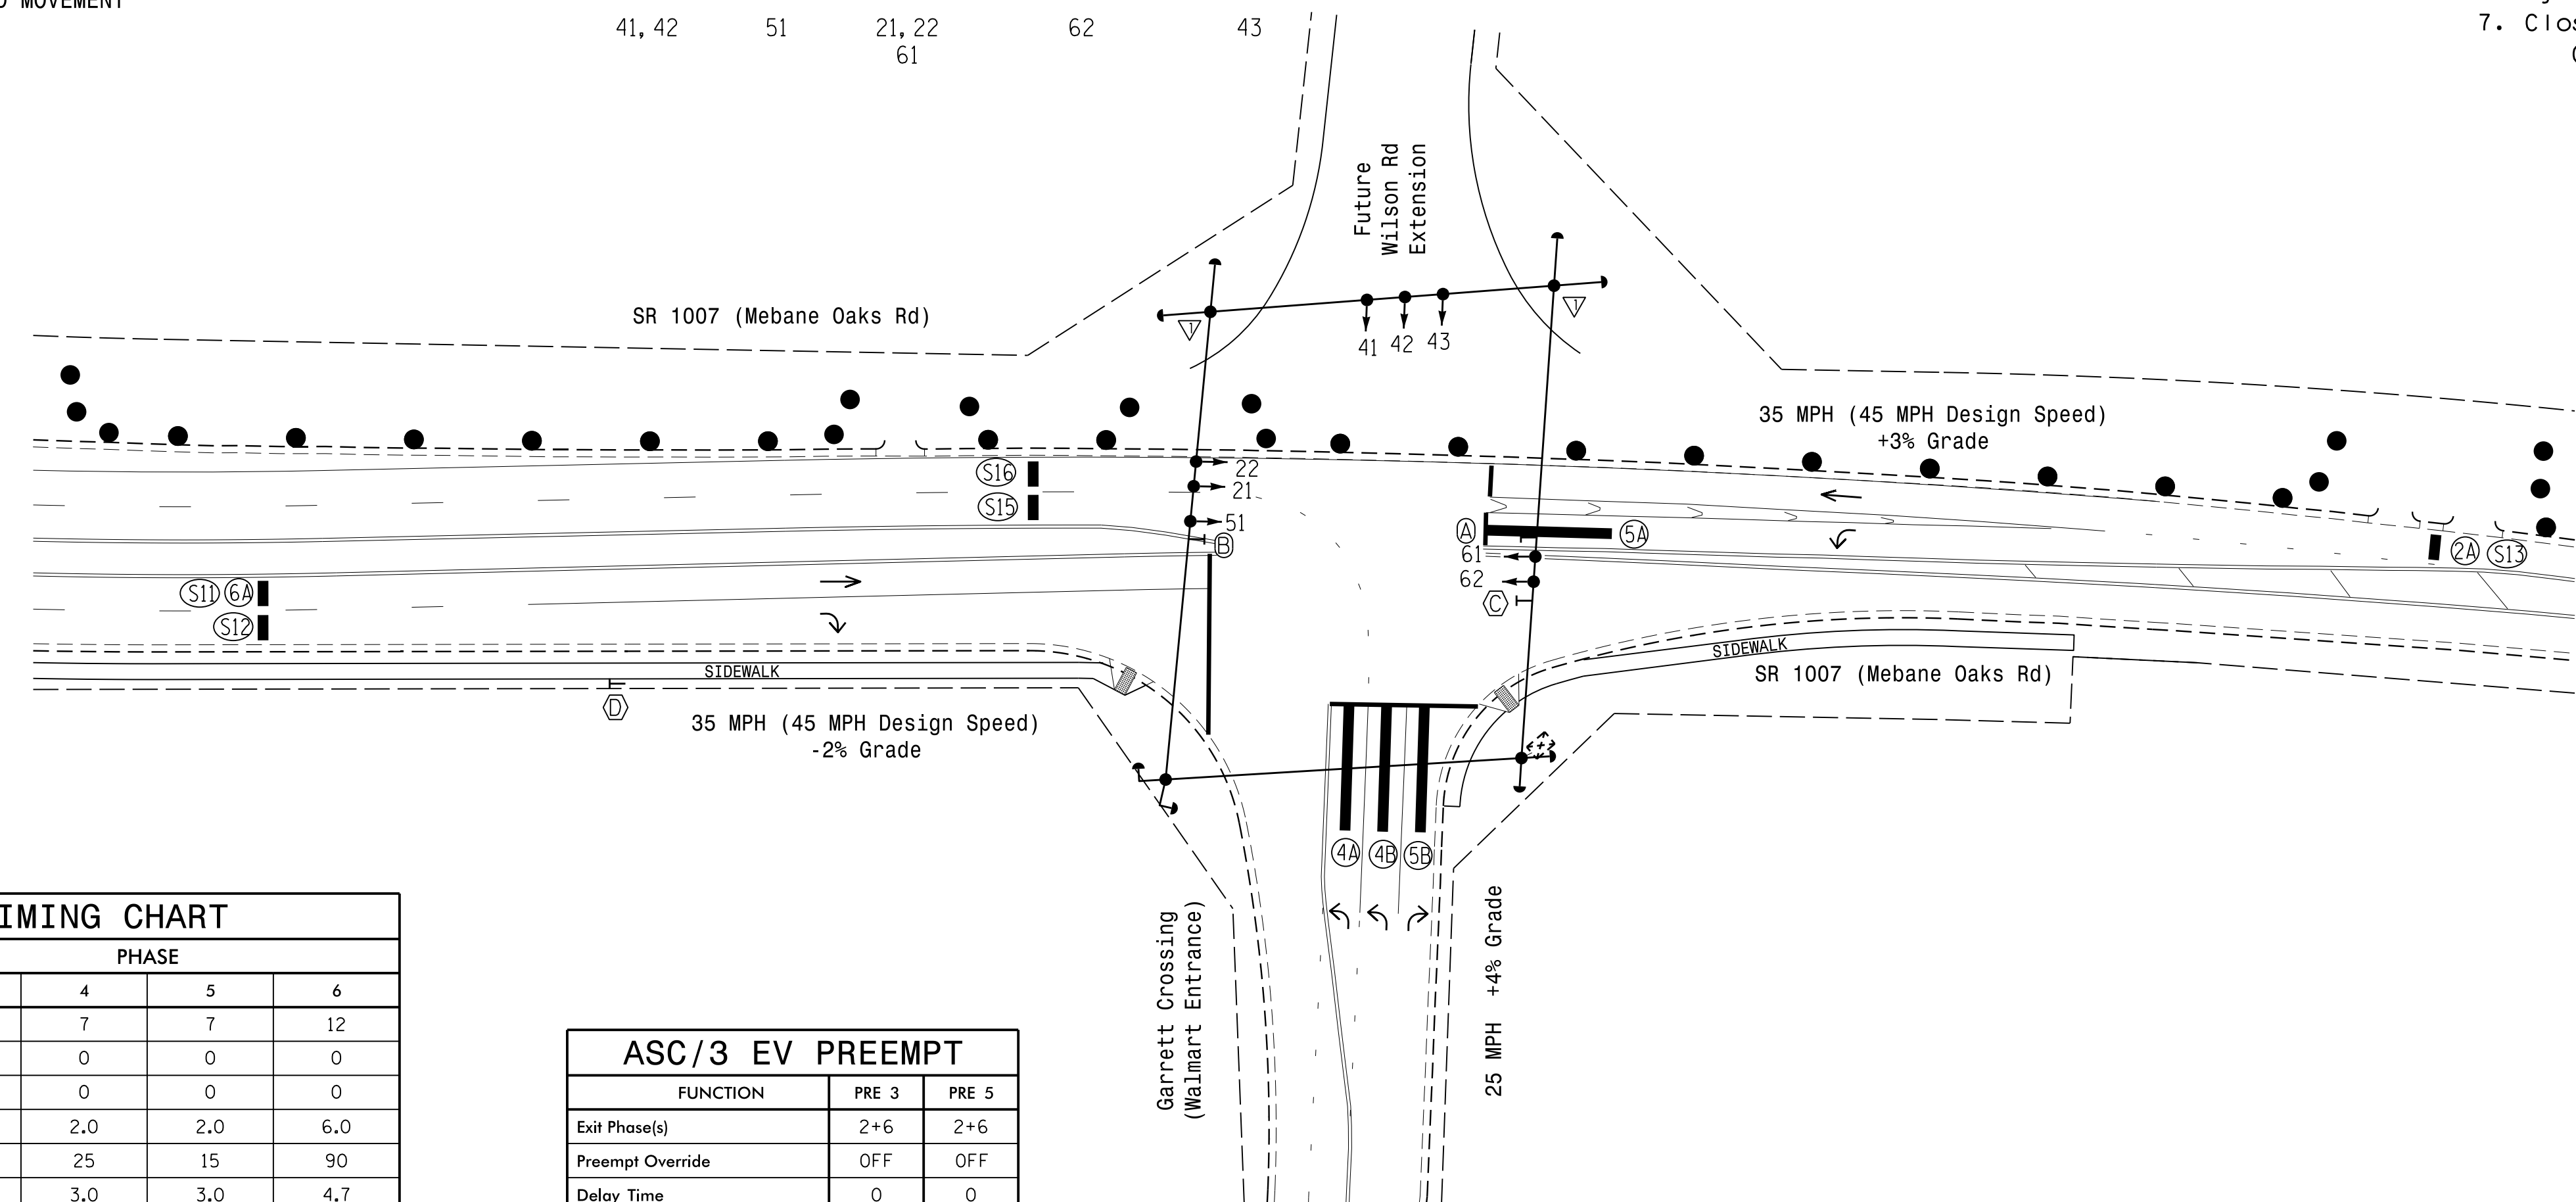 MOVEMENT
41, 42 51 21, 22 62 43
61
7. Clos
Future
Wilson Rd
Extension
SR 1007 (Mebane Oaks Rd)
1
1
41 42 43
35 MPH (45 MPH Design Speed)
+3% Grade
S16
22
S15
21
51
A
5A
B
61
2A
S13
S11
6A
62
C
S12
SIDEWALK
SIDEWALK
SR 1007 (Mebane Oaks Rd)
D
35 MPH (45 MPH Design Speed)
-2% Grade
4A
4B
5B
Garrett Crossing
(Walmart Entrance)
25 MPH +4% Grade
IMING CHART
PHASE
4 5 6
7 7 12
0 0 0
0 0 0
2.0 2.0 6.0
25 15 90
3.0 3.0 4.7
ASC/3 EV PREEMPT
FUNCTION PRE 3 PRE 5
Exit Phase(s) 2+6 2+6
Preempt Override OFF OFF
Delay Time 0 0